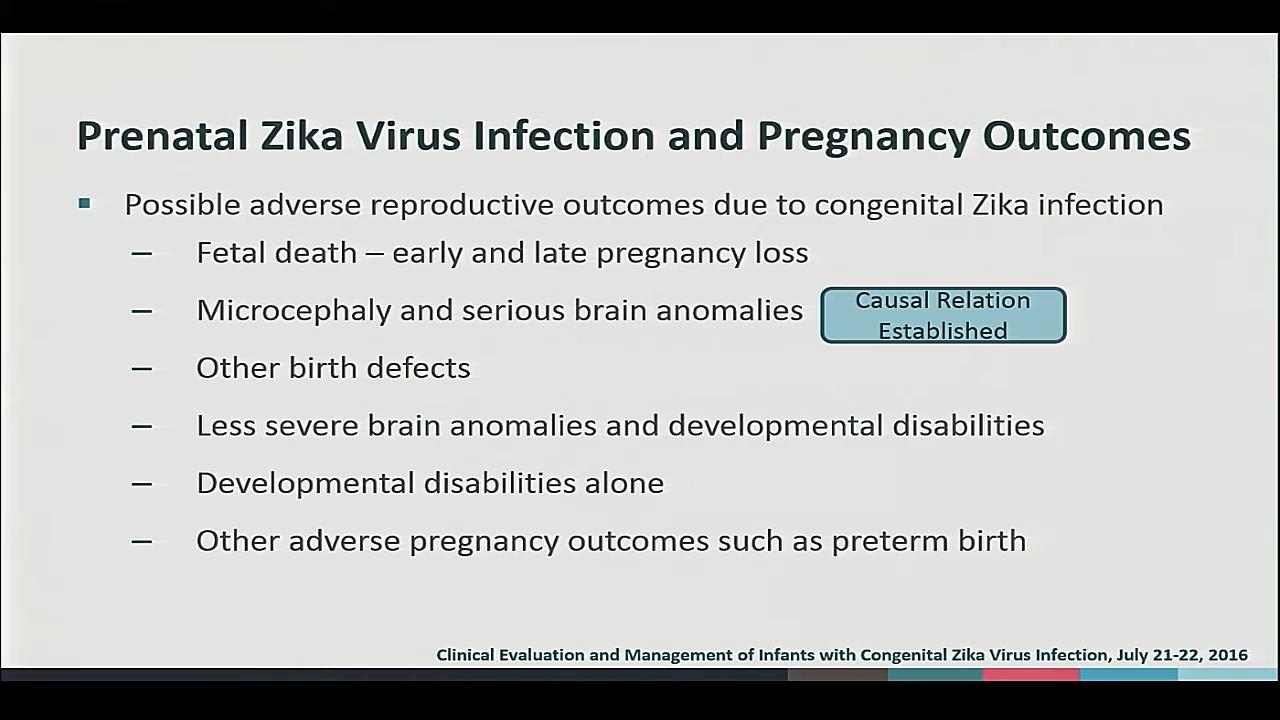 Prenatal Zika Virus Infection and Pregnancy Outcomes
▪ Possible adverse reproductive outcomes due to congenital Zika infection
– Fetal death – early and late pregnancy loss
– Microcephaly and serious brain anomalies
Causal Relation
Established
– Other birth defects
– Less severe brain anomalies and developmental disabilities
– Developmental disabilities alone
– Other adverse pregnancy outcomes such as preterm birth
Clinical Evaluation and Management of Infants with Congenital Zika Virus Infection, July 21-22, 2016